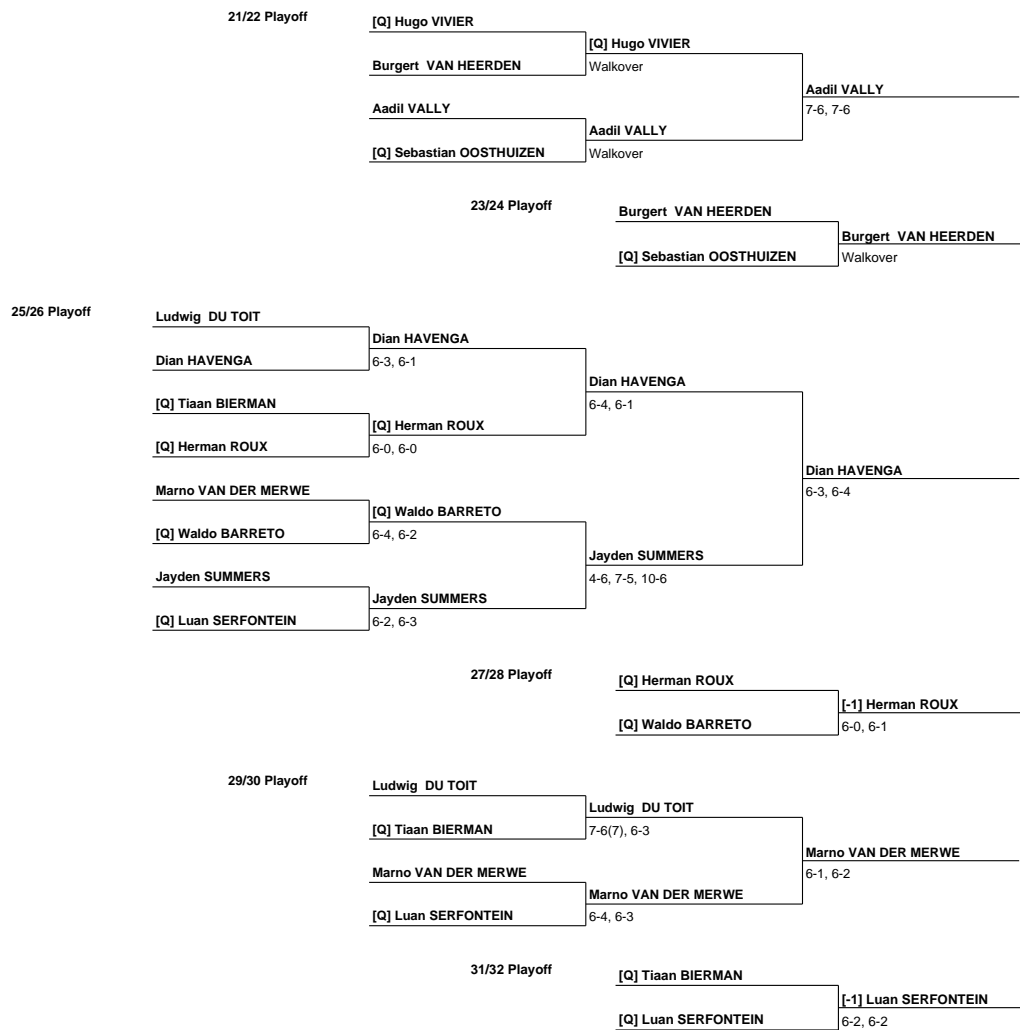 21/22 Playoff
[Q] Hugo VIVIER
[Q] Hugo VIVIER
Burgert  VAN HEERDEN
Walkover
Aadil VALLY
7-6, 7-6
Aadil VALLY
Aadil VALLY
[Q] Sebastian OOSTHUIZEN
Walkover
23/24 Playoff
Burgert  VAN HEERDEN
Burgert  VAN HEERDEN
[Q] Sebastian OOSTHUIZEN
Walkover
25/26 Playoff
Ludwig  DU TOIT
Dian HAVENGA
Dian HAVENGA
6-3, 6-1
Dian HAVENGA
6-4, 6-1
[Q] Tiaan BIERMAN
[Q] Herman ROUX
[Q] Herman ROUX
6-0, 6-0
Dian HAVENGA
6-3, 6-4
Marno VAN DER MERWE
[Q] Waldo BARRETO
[Q] Waldo BARRETO
6-4, 6-2
Jayden SUMMERS
4-6, 7-5, 10-6
Jayden SUMMERS
Jayden SUMMERS
[Q] Luan SERFONTEIN
6-2, 6-3
27/28 Playoff
[Q] Herman ROUX
[-1] Herman ROUX
[Q] Waldo BARRETO
6-0, 6-1
29/30 Playoff
Ludwig  DU TOIT
Ludwig  DU TOIT
[Q] Tiaan BIERMAN
7-6(7), 6-3
Marno VAN DER MERWE
6-1, 6-2
Marno VAN DER MERWE
Marno VAN DER MERWE
[Q] Luan SERFONTEIN
6-4, 6-3
31/32 Playoff
[Q] Tiaan BIERMAN
[-1] Luan SERFONTEIN
[Q] Luan SERFONTEIN
6-2, 6-2